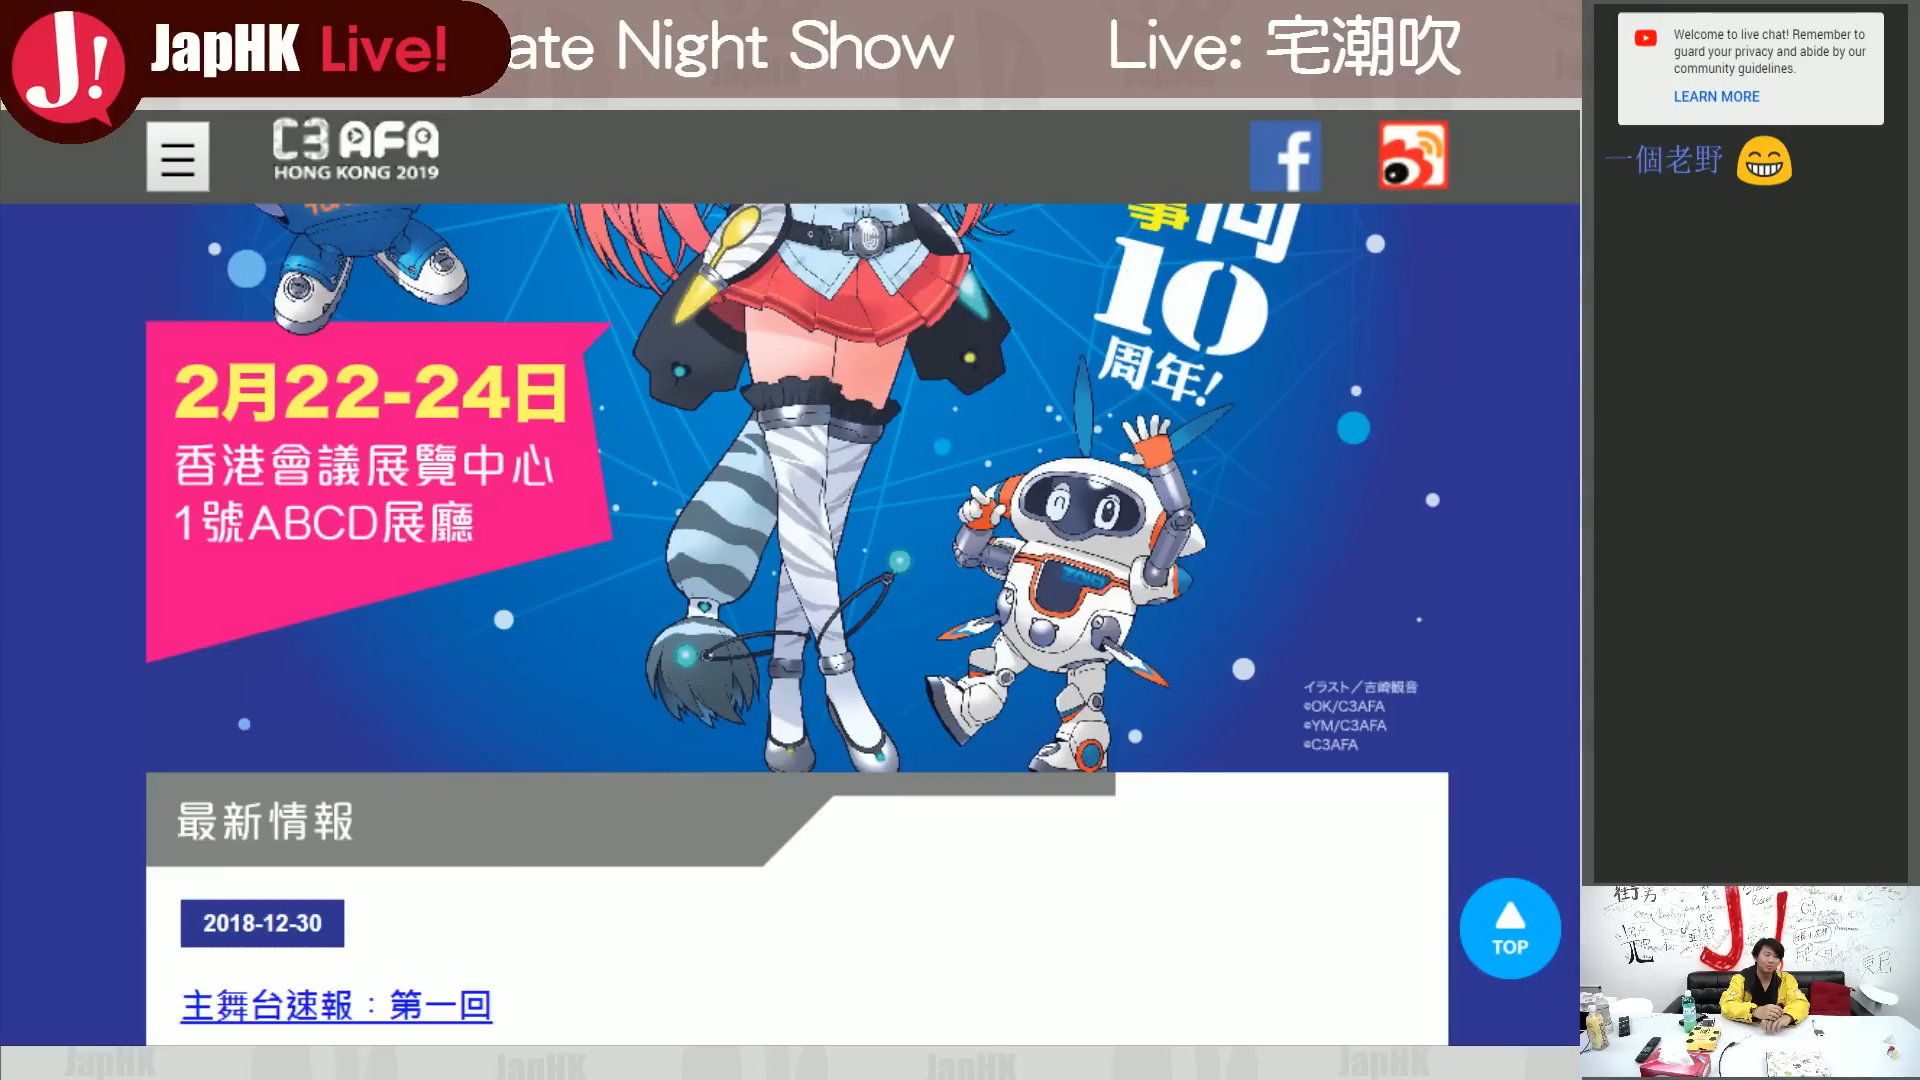 JapHK Live!
ate Night Show
Live: 宅潮吹
C3 AFA
HONG KONG 2019
10
周年!
2月22-24日
香港會議展覽中心
1號ABCD展廳
イラスト／吉崎観音
©OK/C3AFA
©YM/C3AFA
©C3AFA
最新情報
2018-12-30
主舞台速報：第一回
TOP
Welcome to live chat! Remember to
guard your privacy and abide by our
community guidelines.
LEARN MORE
一個老野
J!